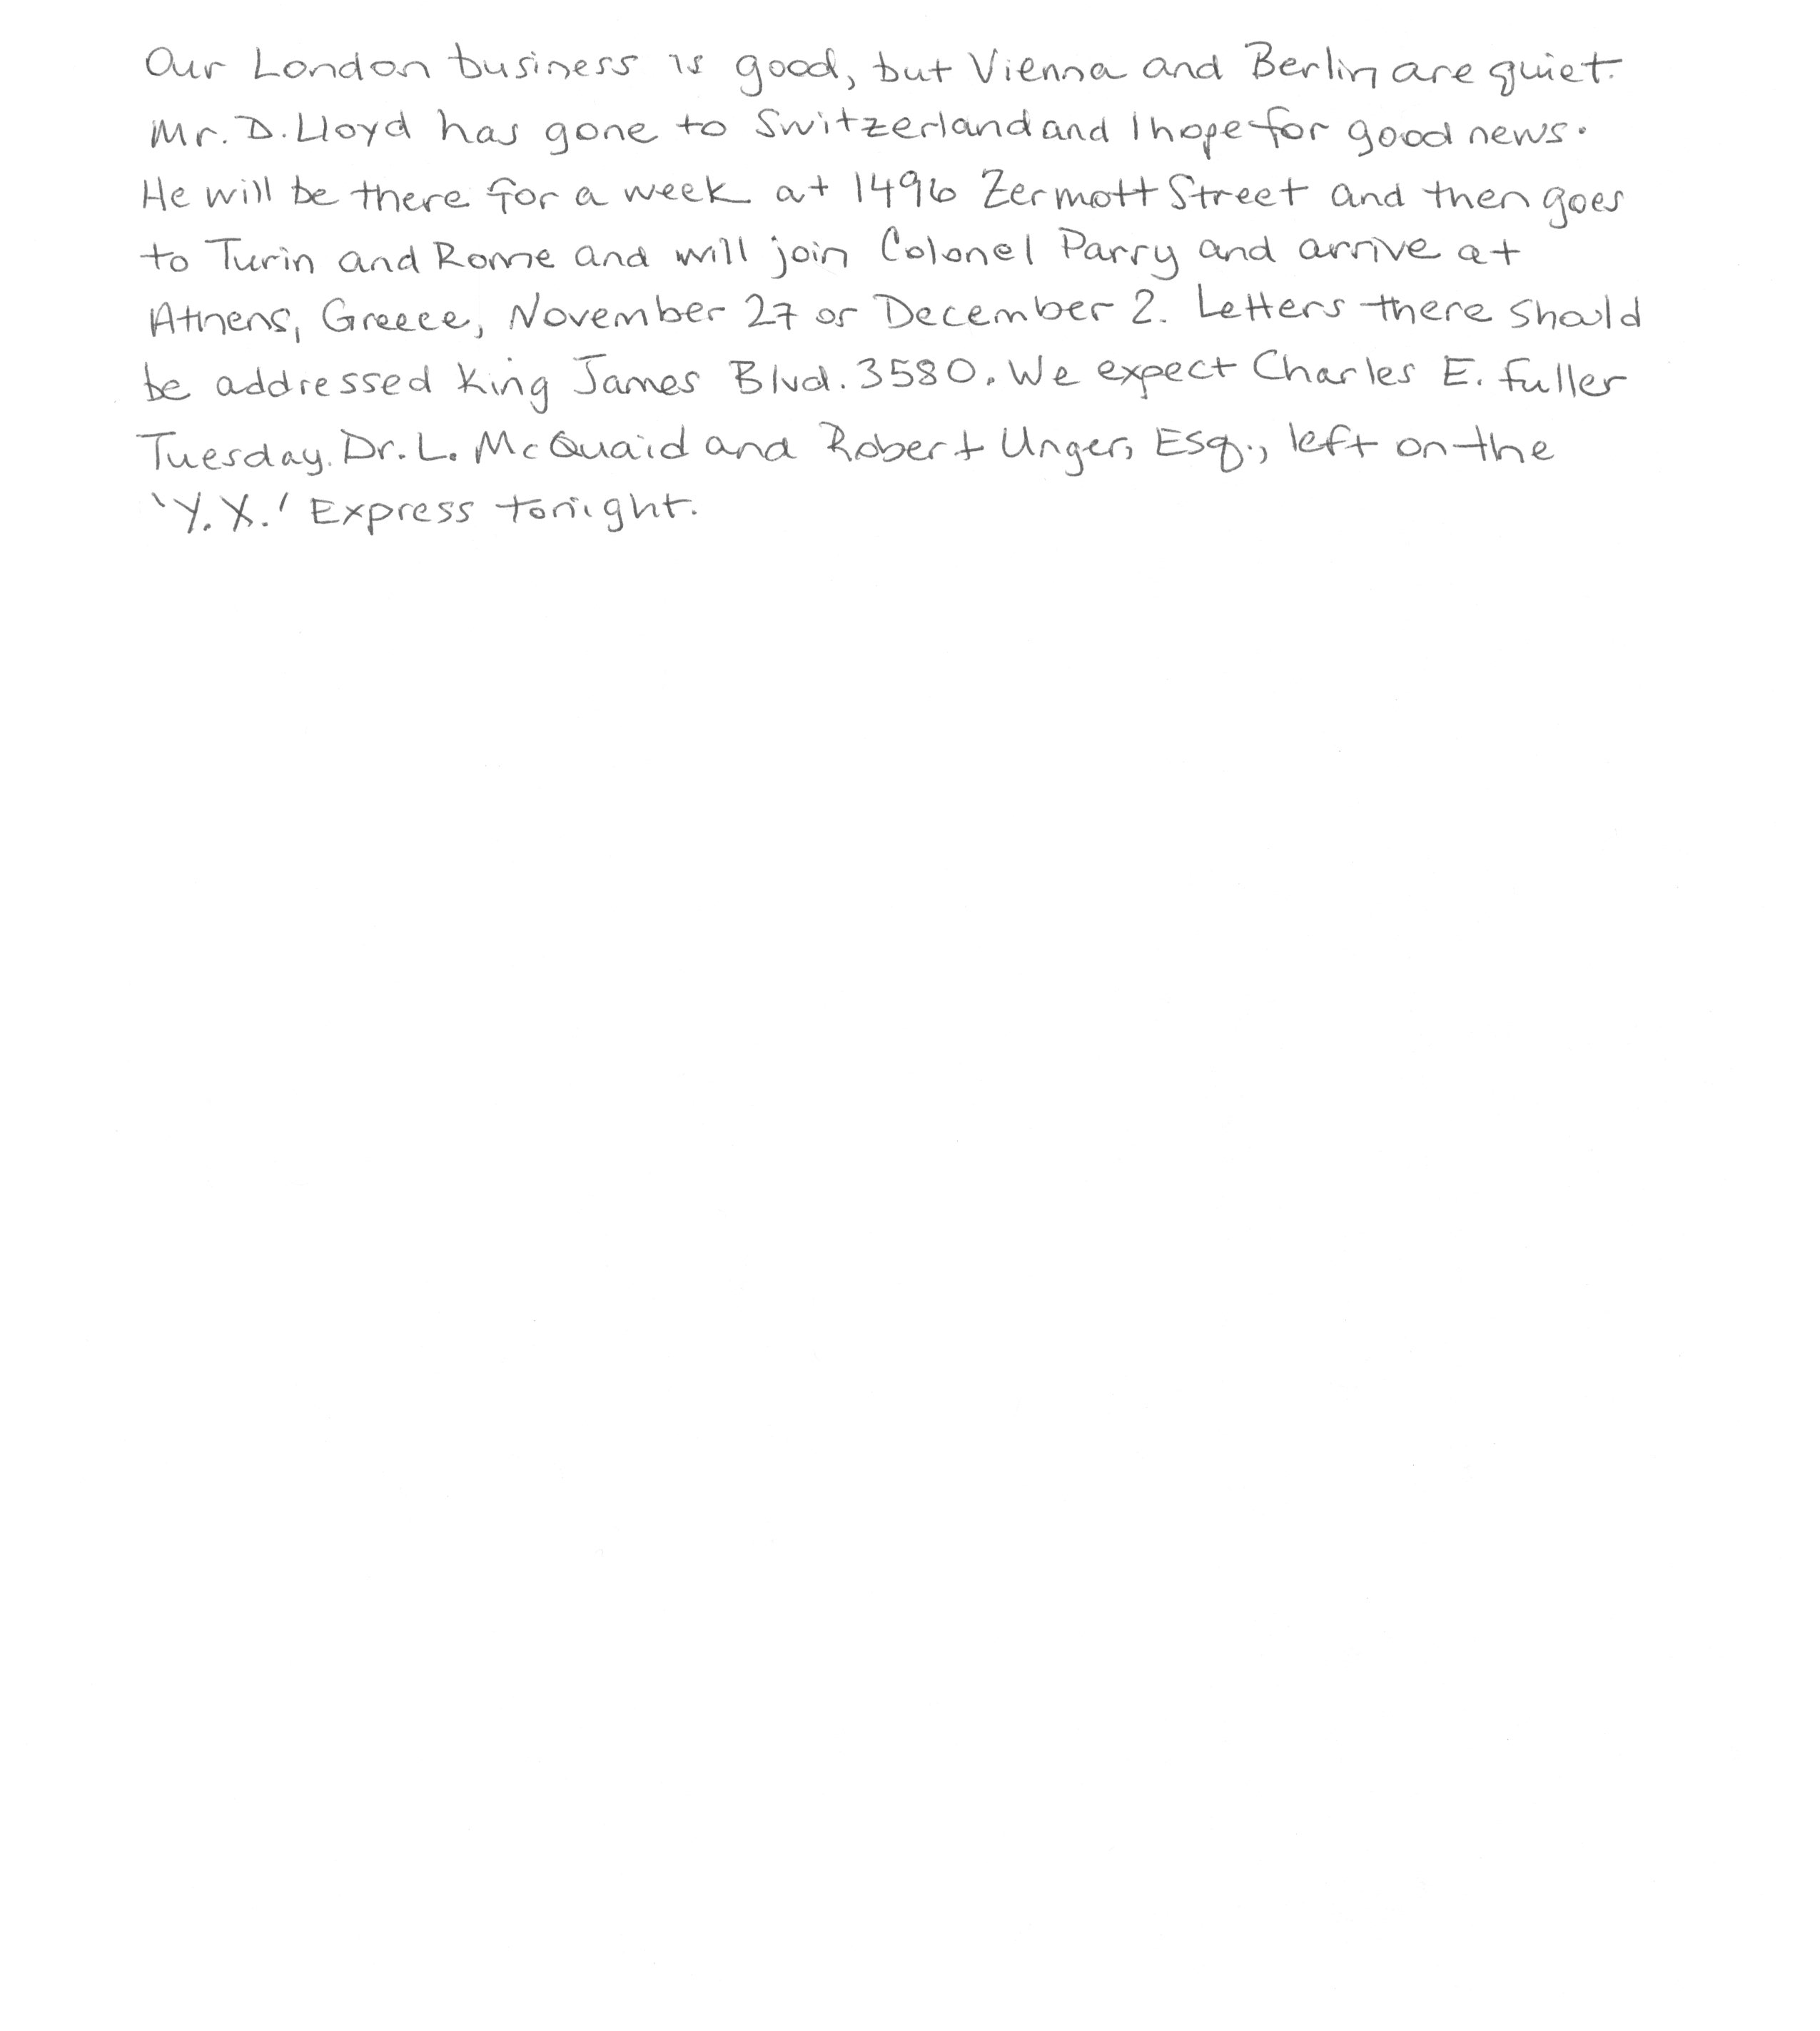 Our London business is good, but Vienna and Berlin are quiet.
Mr. D. Lloyd has gone to Switzerland and I hope for good news.
He will be there for a week at 1496 Zermott Street and then goes
to Turin and Rome and will join Colonel Parry and arrive at
Athens, Greece, November 27 or December 2. Letters there should
be addressed King James Blvd. 3580. We expect Charles E. Fuller
Tuesday. Dr. L. McQuaid and Robert Unger, Esq., left on the
'Y.X.' Express tonight.